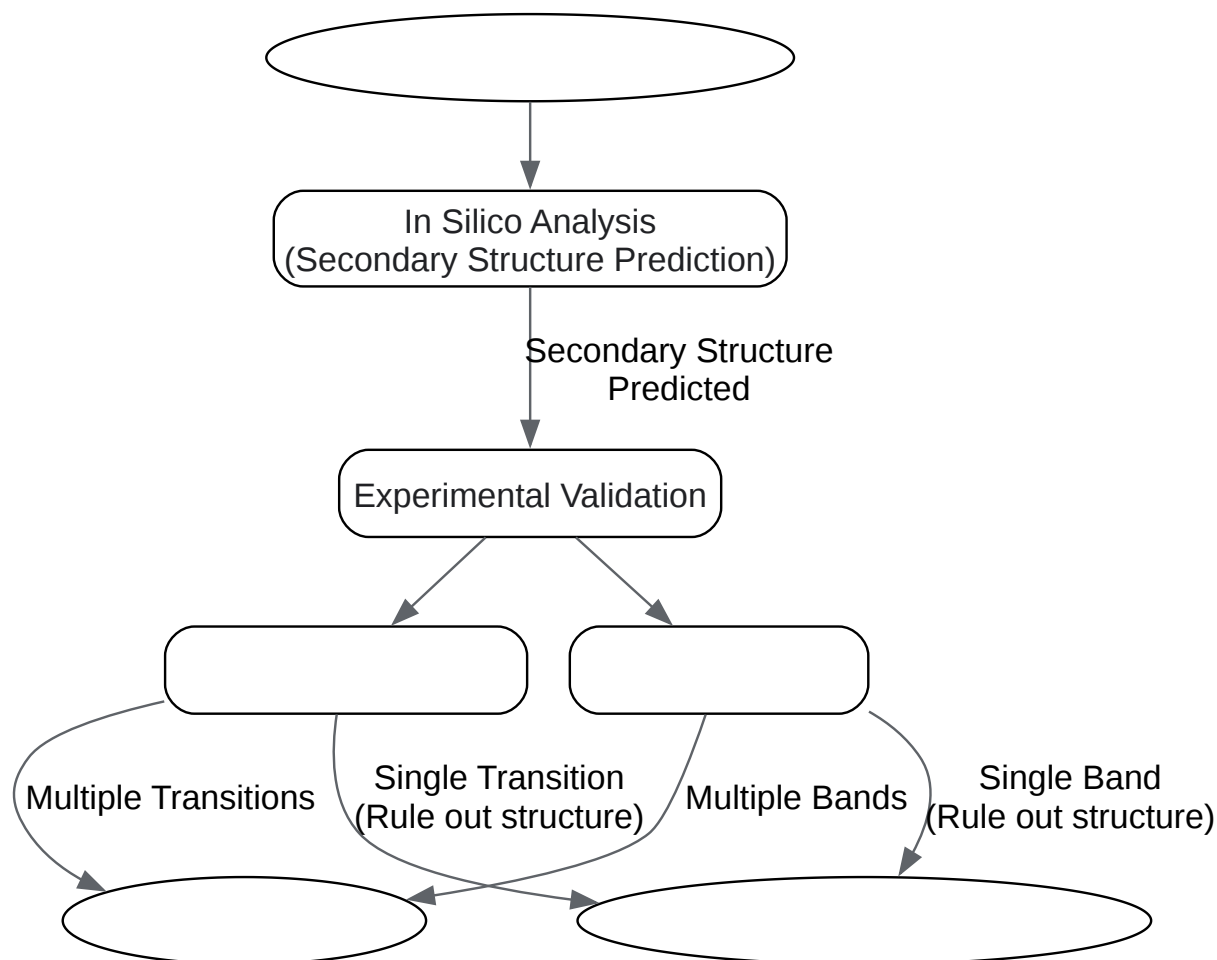 In Silico Analysis
(Secondary Structure Prediction)
Secondary Structure
Predicted
Experimental Validation
Multiple Transitions
Single Transition
(Rule out structure)
Multiple Bands
Single Band
(Rule out structure)